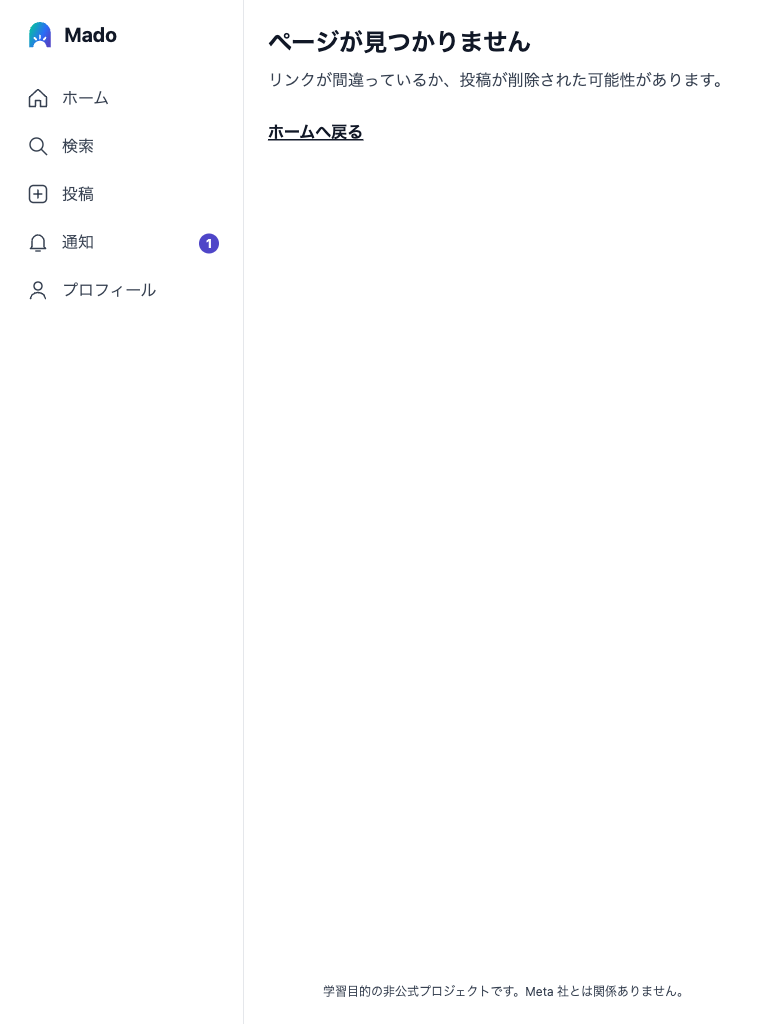 Mado
ホーム
検索
投稿
通知
1
プロフィール
ページが見つかりません
リンクが間違っているか、投稿が削除された可能性があります。
ホームへ戻る
学習目的の非公式プロジェクトです。Meta 社とは関係ありません。